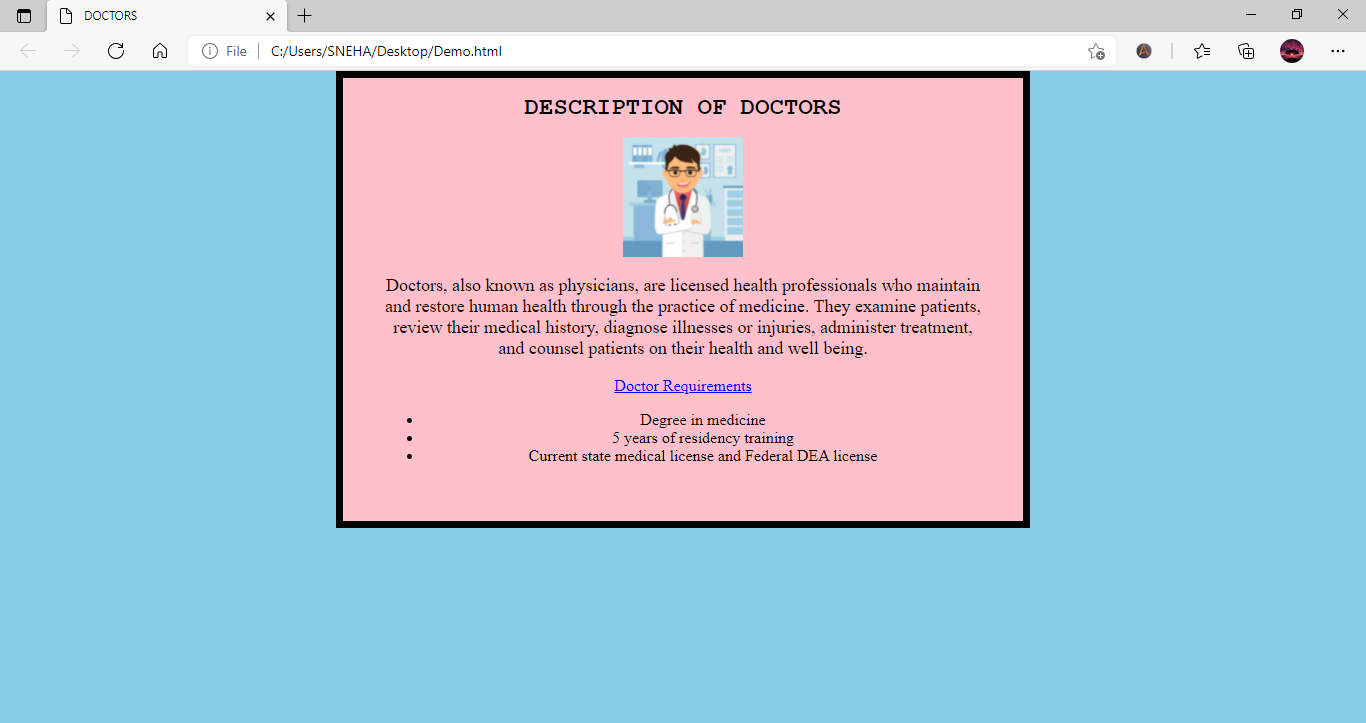 DOCTORS
File
C:/Users/SNEHA/Desktop/Demo.html
DESCRIPTION OF DOCTORS
Doctors, also known as physicians, are licensed health professionals who maintain
and restore human health through the practice of medicine. They examine patients,
review their medical history, diagnose illnesses or injuries, administer treatment,
and counsel patients on their health and well being.
Doctor Requirements
Degree in medicine
5 years of residency training
Current state medical license and Federal DEA license